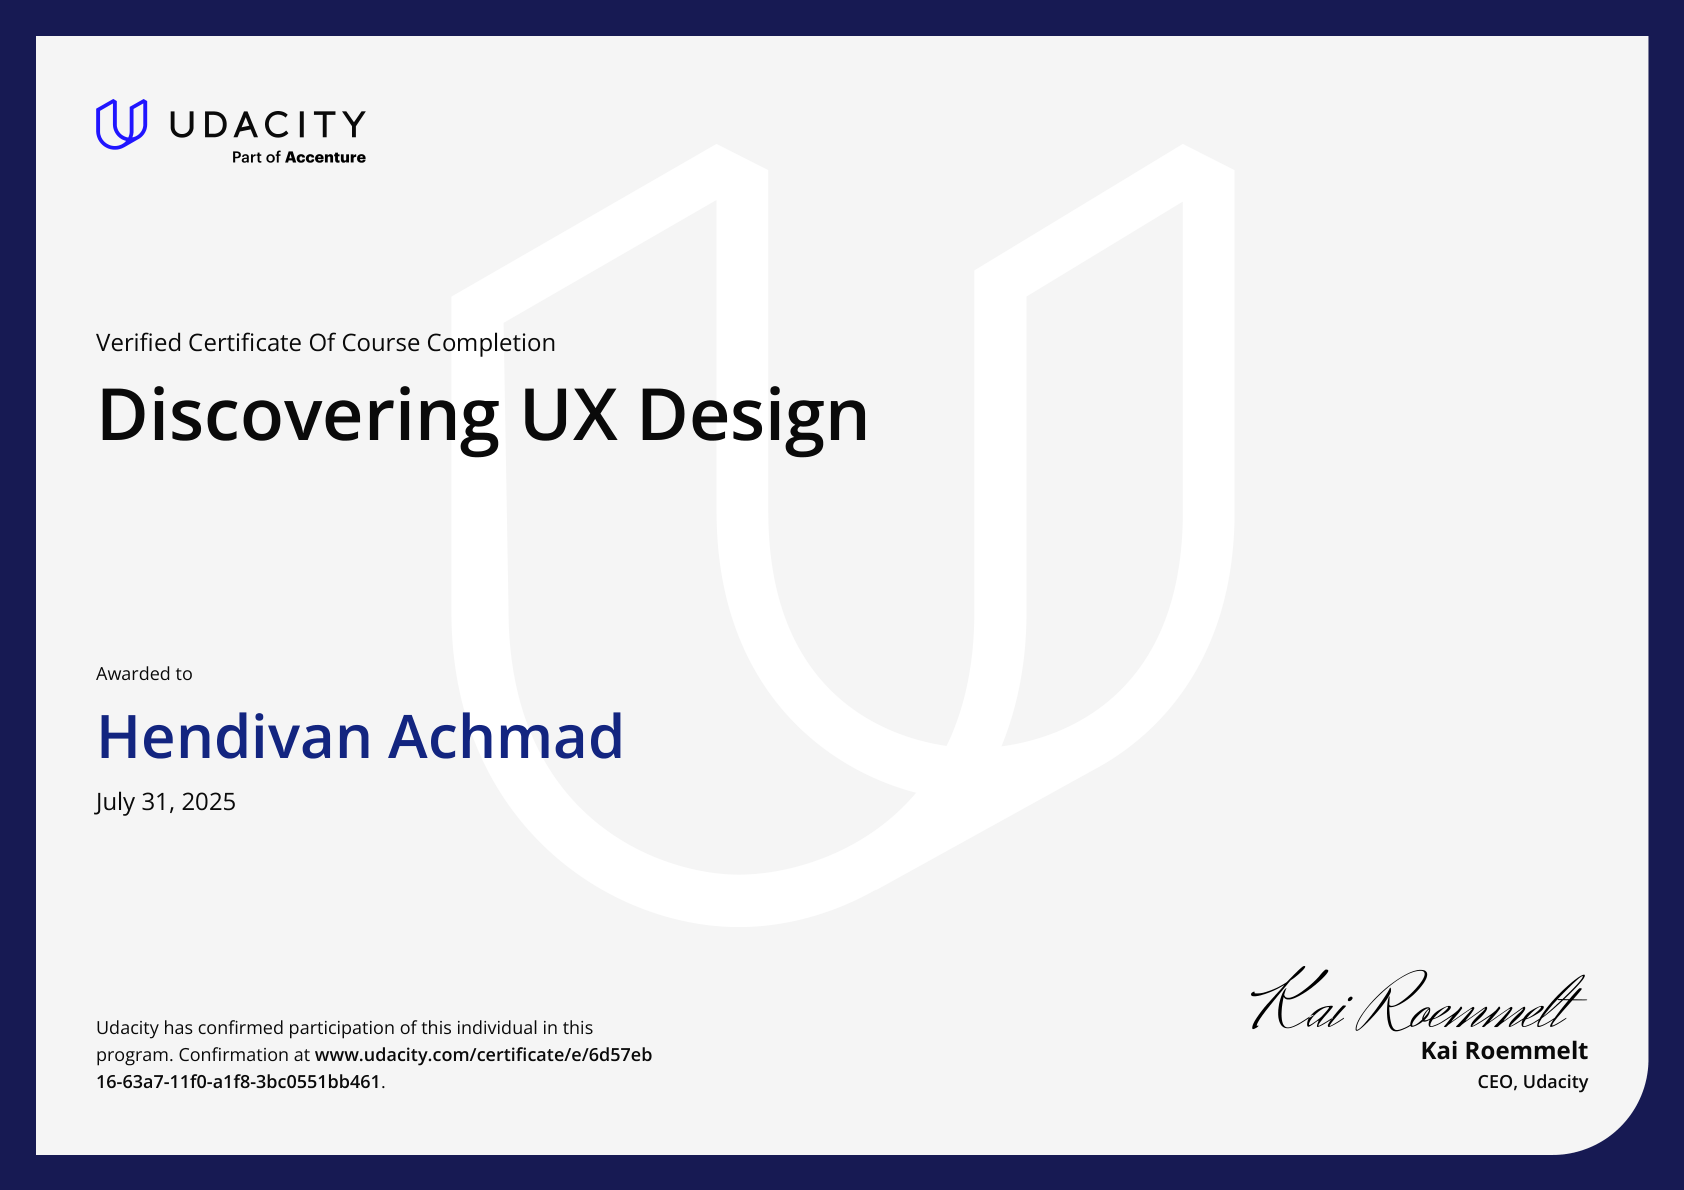 UDACITY
Part of Accenture
Verified Certificate Of Course Completion
Discovering UX Design
Awarded to
Hendivan Achmad
July 31, 2025
Udacity has confirmed participation of this individual in this
program. Confirmation at www.udacity.com/certificate/e/6d57eb
16-63a7-11f0-a1f8-3bc0551bb461.
Kai Roemmelt
Kai Roemmelt
CEO, Udacity